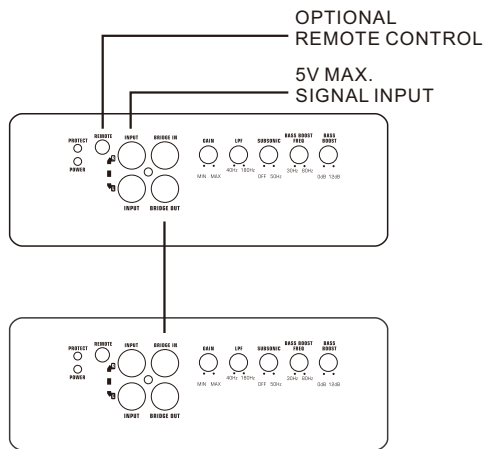 OPTIONAL
REMOTE CONTROL
5V MAX.
SIGNAL INPUT
PROTECT REMOTE INPUT BRIDGE IN GAIN LPF SUBSONIC BASS BOOST FREQ BASS BOOST
POWER
MIN MAX 40Hz 180Hz OFF 50Hz 30Hz 80Hz 0dB 12dB
INPUT BRIDGE OUT
PROTECT REMOTE INPUT BRIDGE IN GAIN LPF SUBSONIC BASS BOOST FREQ BASS BOOST
POWER
MIN MAX 40Hz 180Hz OFF 50Hz 30Hz 80Hz 0dB 12dB
INPUT BRIDGE OUT